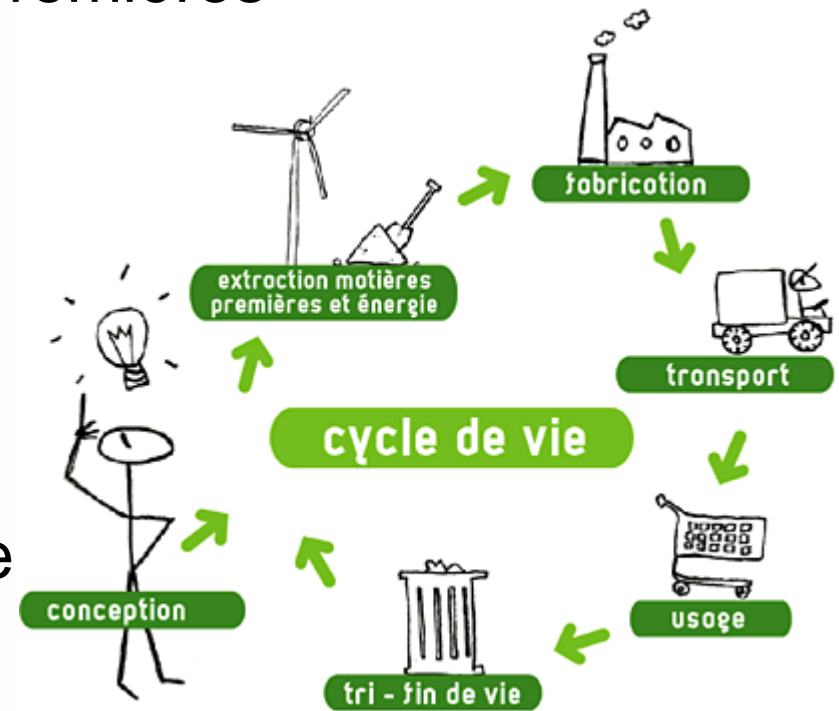 extraction matières
premières et énergie
fabrication
transport
cycle de vie
usage
tri - fin de vie
conception